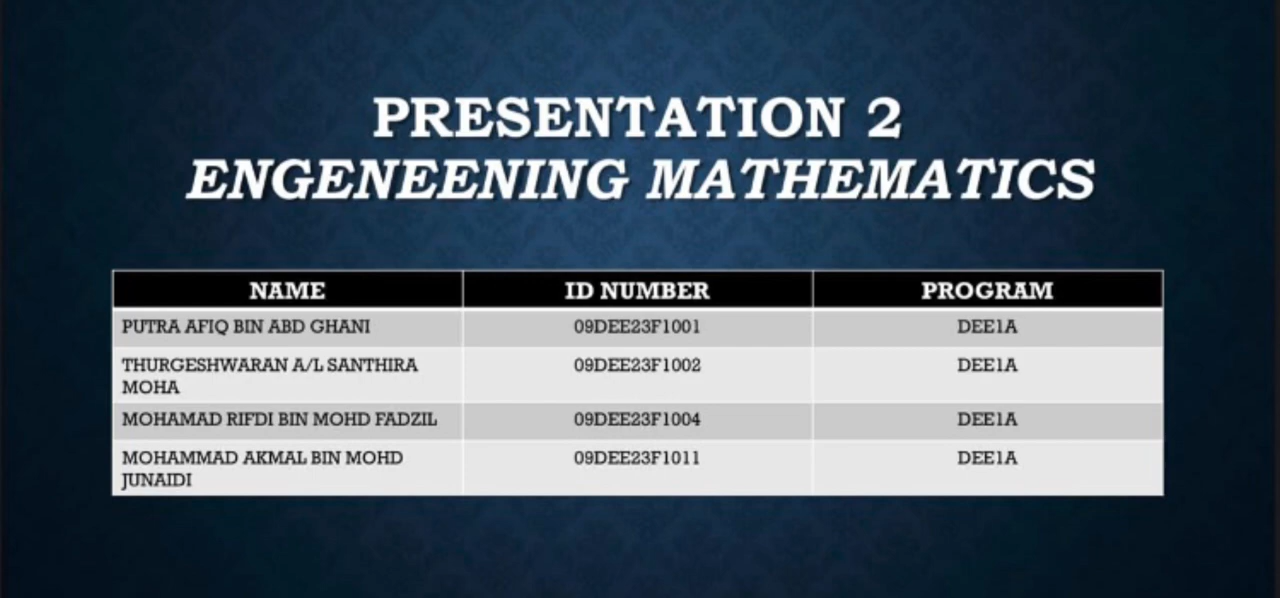 PRESENTATION 2
ENGENEENING MATHEMATICS
NAME ID NUMBER PROGRAM
PUTRA AFIQ BIN ABD GHANI 09DEE23F1001 DEE1A
THURGESHWARAN A/L SANTHIRA 09DEE23F1002 DEE1A
MOHA
MOHAMAD RIFDI BIN MOHD FADZIL 09DEE23F1004 DEE1A
MOHAMMAD AKMAL BIN MOHD 09DEE23F1011 DEE1A
JUNAIDI